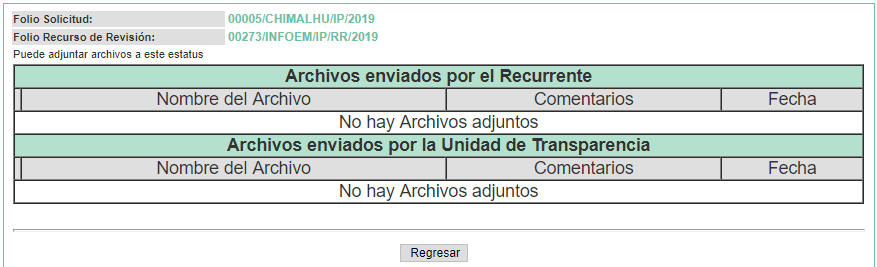 Folio Solicitud: 00005/CHIMALHU/IP/2019
Folio Recurso de Revisión: 00273/INFOEM/IP/RR/2019
Puede adjuntar archivos a este estatus
Archivos enviados por el Recurrente
Nombre del Archivo Comentarios Fecha
No hay Archivos adjuntos
Archivos enviados por la Unidad de Transparencia
Nombre del Archivo Comentarios Fecha
No hay Archivos adjuntos
Regresar